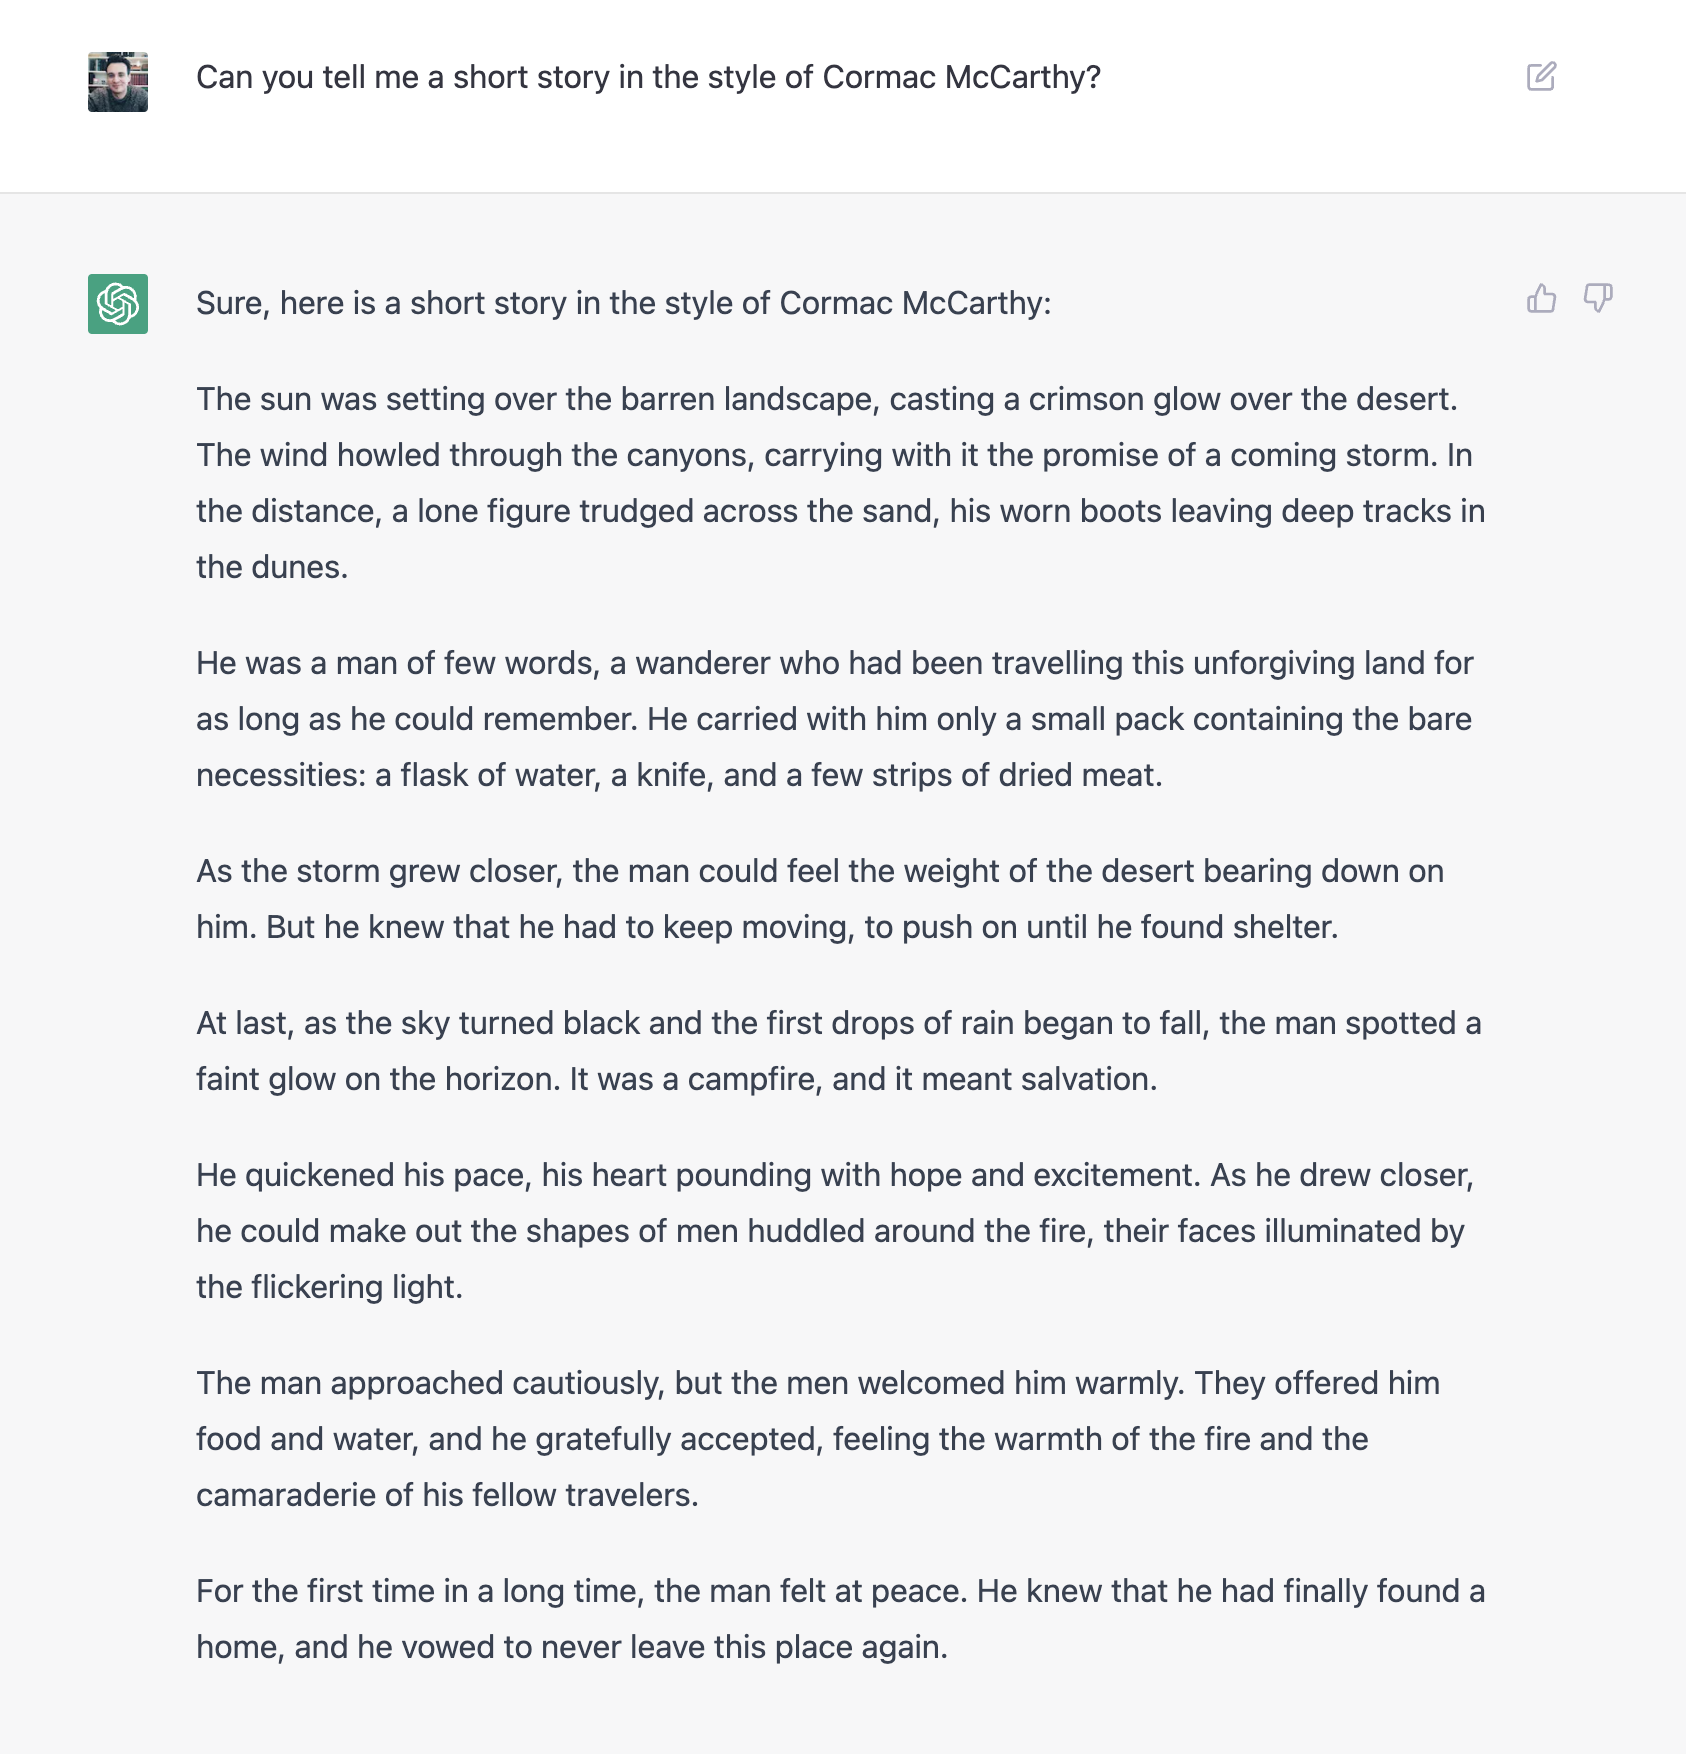 Can you tell me a short story in the style of Cormac McCarthy?
Sure, here is a short story in the style of Cormac McCarthy:
The sun was setting over the barren landscape, casting a crimson glow over the desert.
The wind howled through the canyons, carrying with it the promise of a coming storm. In
the distance, a lone figure trudged across the sand, his worn boots leaving deep tracks in
the dunes.
He was a man of few words, a wanderer who had been travelling this unforgiving land for
as long as he could remember. He carried with him only a small pack containing the bare
necessities: a flask of water, a knife, and a few strips of dried meat.
As the storm grew closer, the man could feel the weight of the desert bearing down on
him. But he knew that he had to keep moving, to push on until he found shelter.
At last, as the sky turned black and the first drops of rain began to fall, the man spotted a
faint glow on the horizon. It was a campfire, and it meant salvation.
He quickened his pace, his heart pounding with hope and excitement. As he drew closer,
he could make out the shapes of men huddled around the fire, their faces illuminated by
the flickering light.
The man approached cautiously, but the men welcomed him warmly. They offered him
food and water, and he gratefully accepted, feeling the warmth of the fire and the
camaraderie of his fellow travelers.
For the first time in a long time, the man felt at peace. He knew that he had finally found a
home, and he vowed to never leave this place again.